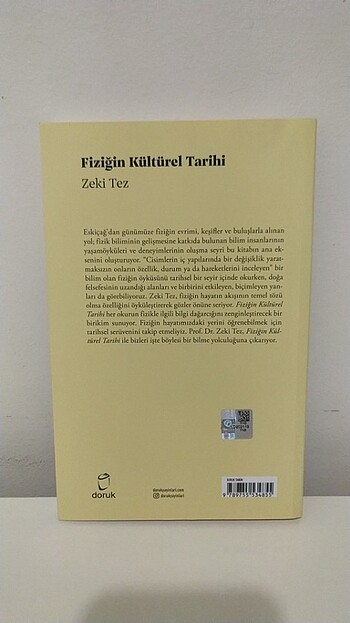 Fiziğin Kültürel Tarihi
Zeki Tez
Eskiçağ'dan günümüze fiziğin evrimi, keşifler ve buluşlarla alınan
yol; fizik biliminin gelişmesine katkıda bulunan bilim insanlarının
yaşamöyküleri ve deneyimlerinin oluşma seyri bu kitabın ana ek-
senini oluşturuyor. "Cisimlerin iç yapılarında bir değişiklik yarat-
maksızın onların özellik, durum ya da hareketlerini inceleyen" bir
bilim olan fiziğin öyküsünü tarihsel bir seyir içinde okurken, doğa
felsefesinin uzandığı alanları ve birbirini etkileyen, biçimleyen yan-
ları da görebiliyoruz. Zeki Tez, fiziğin hayatın akışının temel tözü
olma özelliğini öyküleştirerek gözler önüne seriyor. Fiziğin Kültürel
Tarihi her okurun fizikle ilgili bilgi dağarcığını zenginleştirecek bir
birikim sunuyor. Fiziğin hayatımızdaki yerini öğrenebilmek için
tarihsel serüvenini takip etmeliyiz. Prof. Dr. Zeki Tez, Fiziğin Kül-
türel Tarihi ile bizleri işte böylesi bir bilme yolculuğuna çıkarıyor.
doruk
dorukyayinlari.com
dorukyayinlari
9 789755 534855